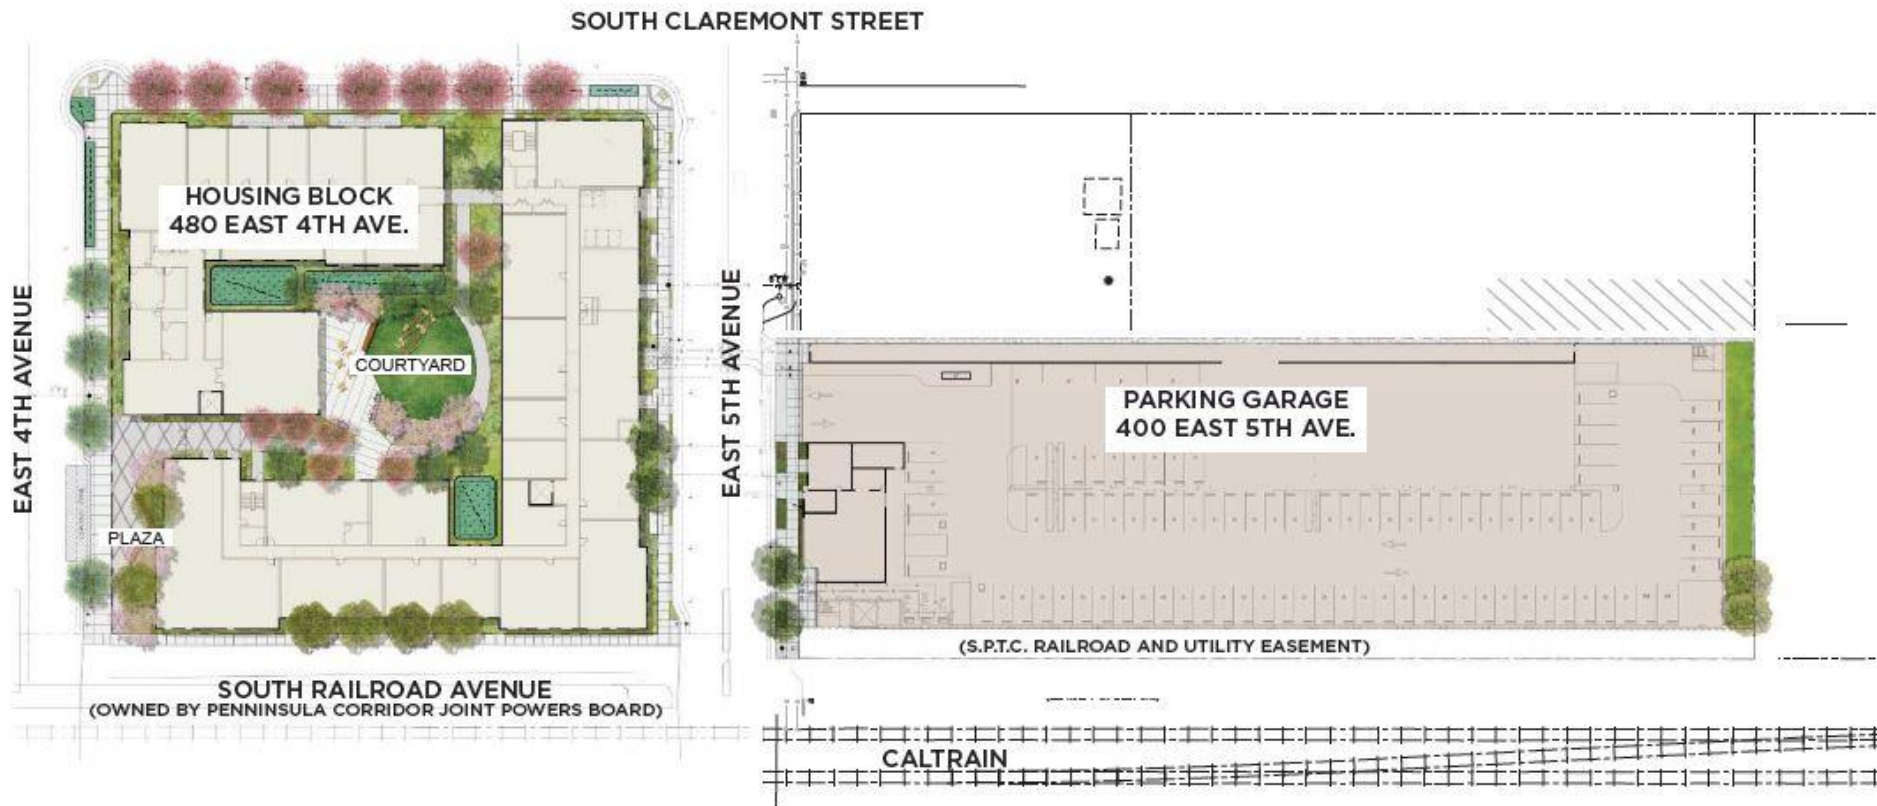 SOUTH CLAREMONT STREET
HOUSING BLOCK
480 EAST 4TH AVE.
EAST 4TH AVENUE
COURTYARD
EAST 5TH AVENUE
PARKING GARAGE
400 EAST 5TH AVE.
PLAZA
(S.P.T.C. RAILROAD AND UTILITY EASEMENT)
SOUTH RAILROAD AVENUE
(OWNED BY PENNINSULA CORRIDOR JOINT POWERS BOARD)
CALTRAIN